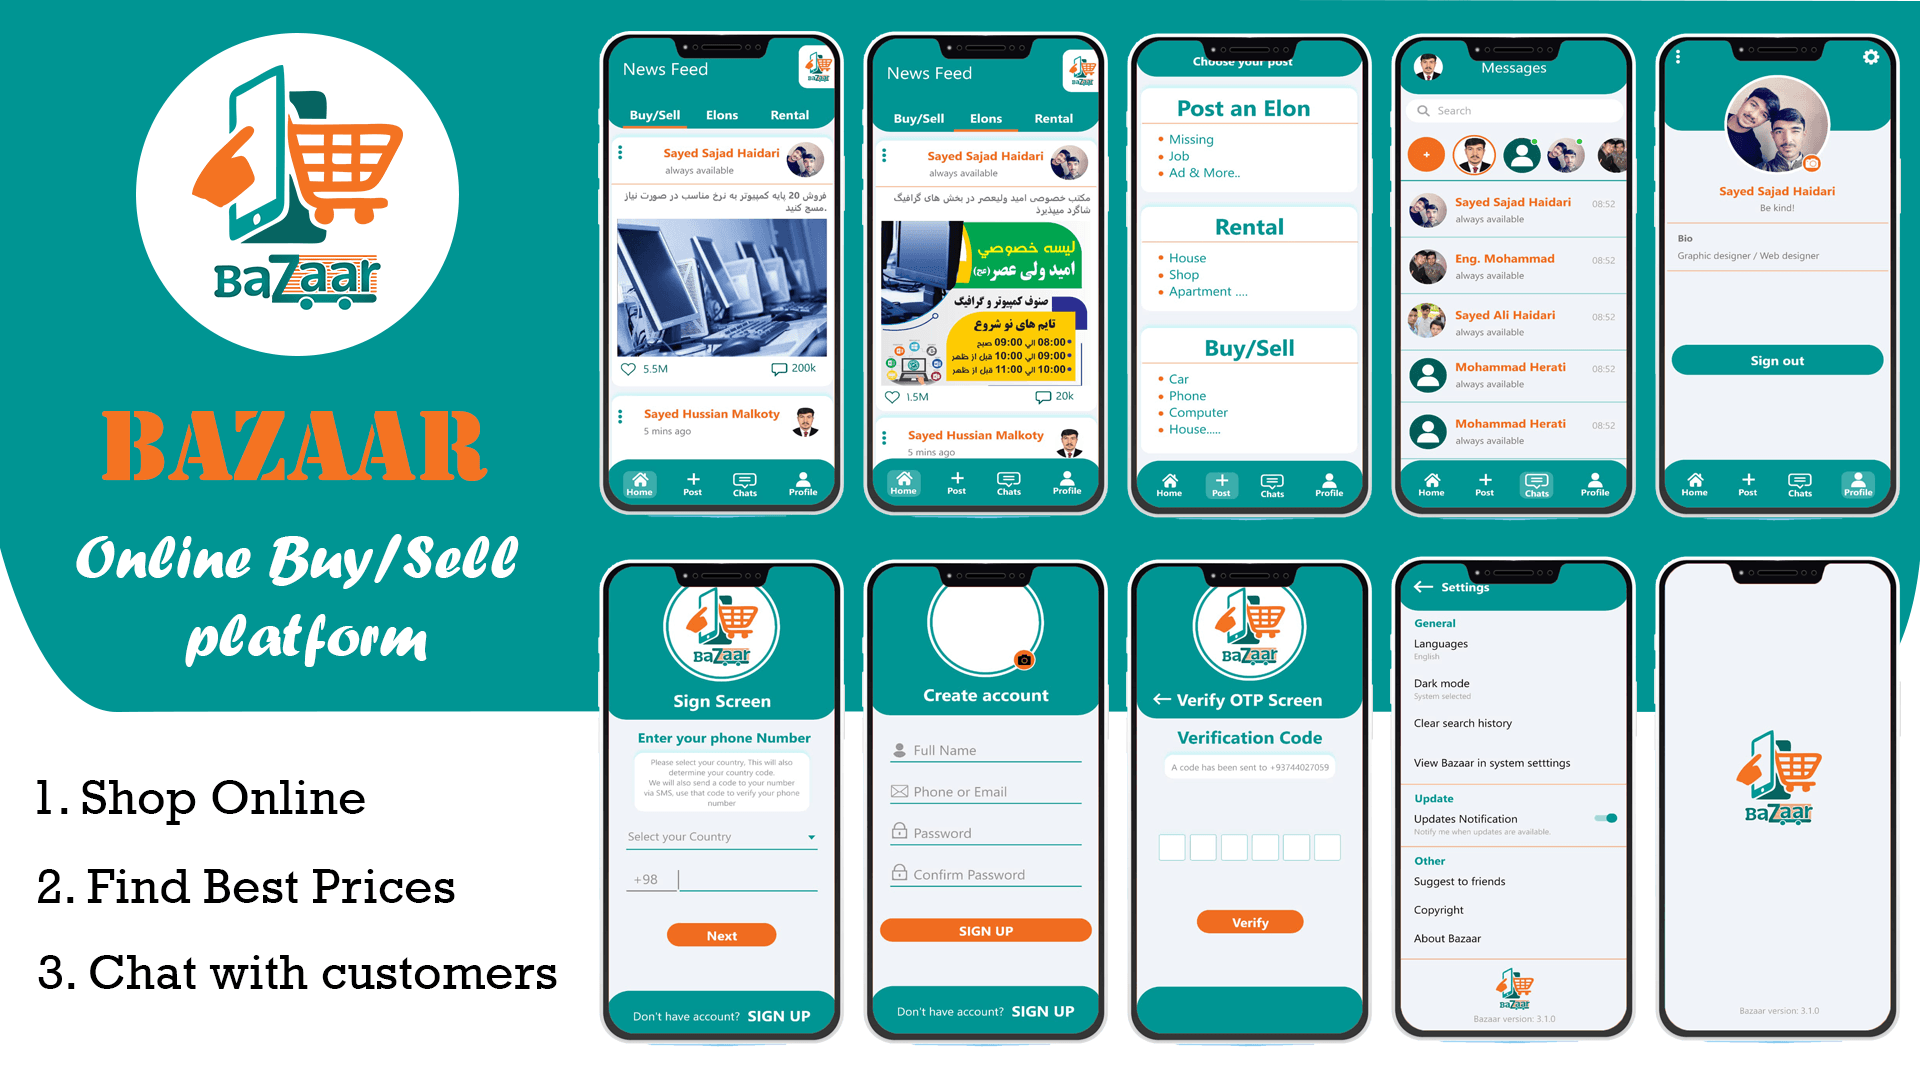 BaZaar
BAZAAR
Online Buy/Sell
platform
1. Shop Online
2. Find Best Prices
3. Chat with customers
News Feed
BaZaar
Buy/Sell Elons Rental
Sayed Sajad Haidari
always available
فروش 20 پایه کمپیوتر به نرخ مناسب در صورت نیاز
مسج کنید.
5.5M 200k
Sayed Hussian Malkoty
5 mins ago
Home Post Chats Profile
News Feed
BaZaar
Buy/Sell Elons Rental
Sayed Sajad Haidari
always available
مکتب خصوصی امید ولیعصر در بخش های گرافیگ
شاگرد میپذیرد
لیسه خصوصي
امید ولی عصر (عج)
صنوف کمپیوتر و گرافیگ
تایم های نو شروع
08:00 الي 09:00 صبح
09:00 الي 10:00 قبل از ظهر
10:00 الي 11:00 قبل از ظهر
1.5M 20k
Sayed Hussian Malkoty
5 mins ago
Home Post Chats Profile
Choose your post
Post an Elon
Missing
Job
Ad & More..
Rental
House
Shop
Apartment ....
Buy/Sell
Car
Phone
Computer
House.....
Home Post Chats Profile
Messages
Search
+
Sayed Sajad Haidari 08:52
always available
Eng. Mohammad 08:52
always available
Sayed Ali Haidari 08:52
always available
Mohammad Herati 08:52
always available
Mohammad Herati 08:52
always available
Home Post Chats Profile
Sayed Sajad Haidari
Be kind!
Bio
Graphic designer / Web designer
Sign out
Home Post Chats Profile
BaZaar
Sign Screen
Enter your phone Number
Please select your country, This will also
determine your country code.
We will also send a code to your number
via SMS, use that code to verify your phone
number
Select your Country
+98
Next
Don't have account? SIGN UP
Create account
Full Name
Phone or Email
Password
Confirm Password
SIGN UP
Don't have account? SIGN UP
BaZaar
Verify OTP Screen
Verification Code
A code has been sent to +93744027059
Verify
Settings
General
Languages
English
Dark mode
System selected
Clear search history
View Bazaar in system setttings
Update
Updates Notification
Notify me when updates are available.
Other
Suggest to friends
Copyright
About Bazaar
BaZaar
Bazaar version: 3.1.0
BaZaar
Bazaar version: 3.1.0